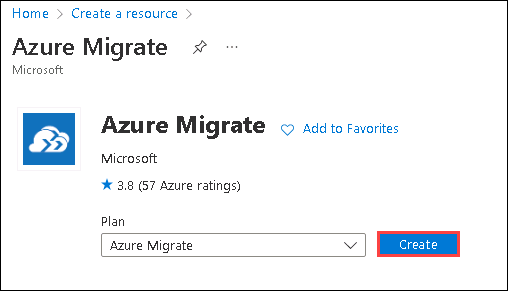 Home > Create a resource >
Azure Migrate ...
Microsoft
Azure Migrate Add to Favorites
Microsoft
3.8 (57 Azure ratings)
Plan
Azure Migrate Create